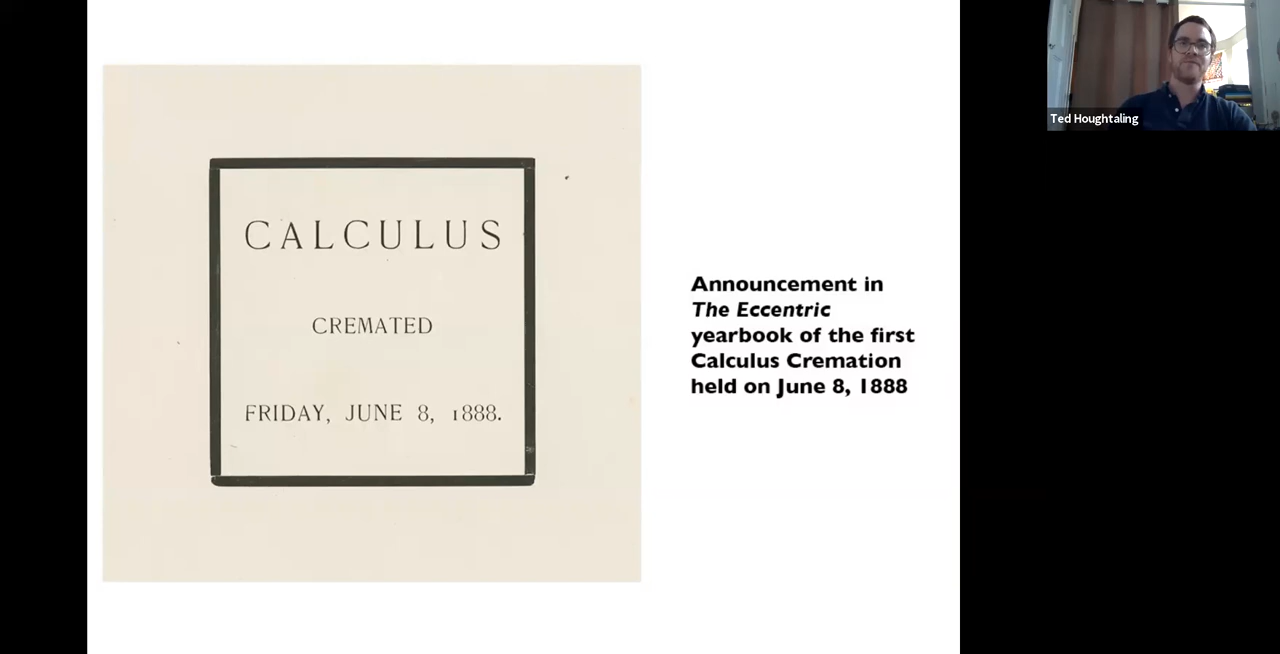 CALCULUS
CREMATED
FRIDAY, JUNE 8, 1888.
Announcement in
The Eccentric
yearbook of the first
Calculus Cremation
held on June 8, 1888
Ted Houghtaling